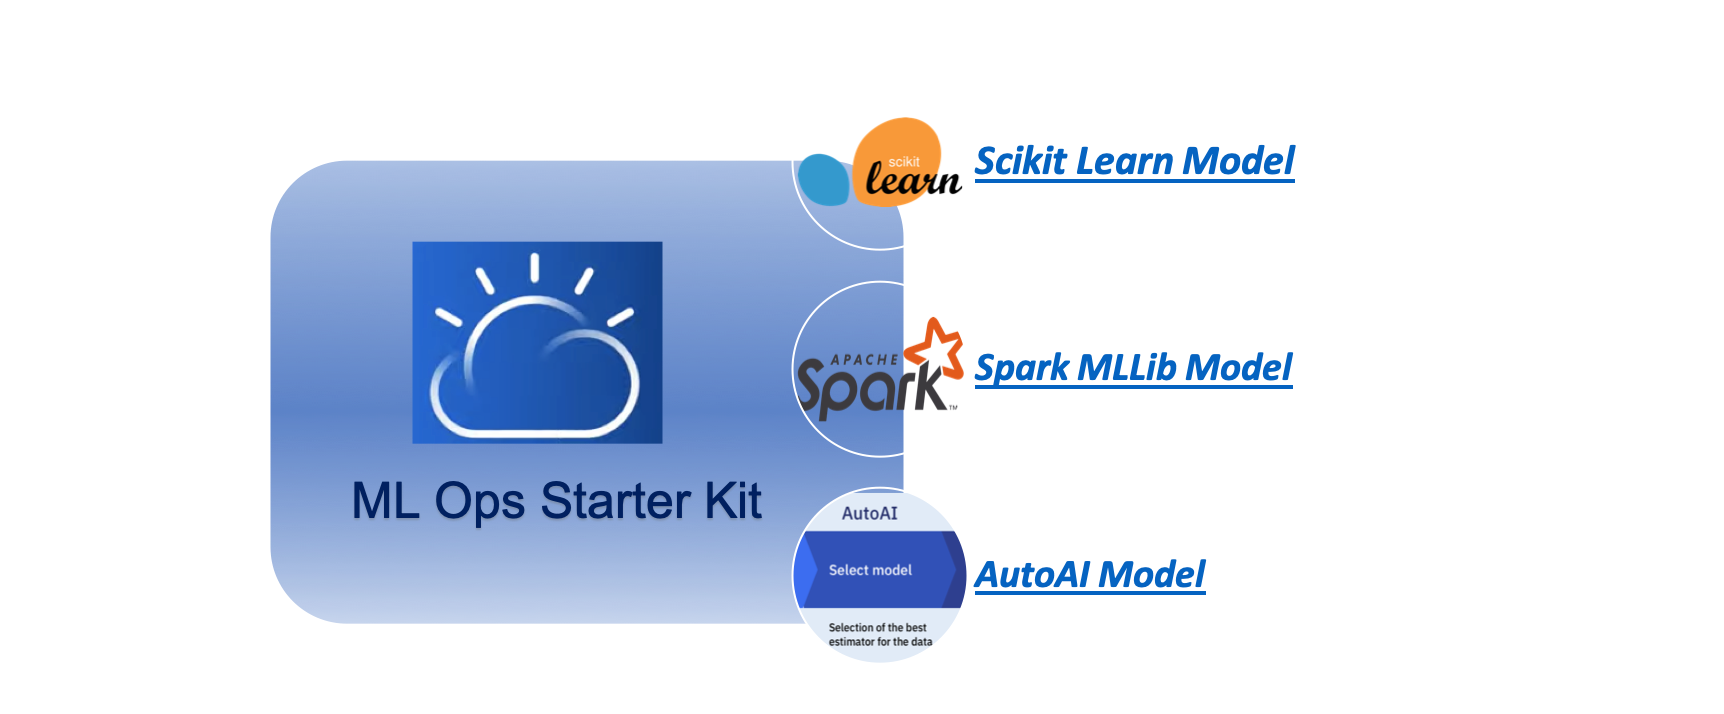 scikit
learn
Scikit Learn Model
APACHE
Spark™
Spark MLLib Model
ML Ops Starter Kit
AutoAI
Select model
Selection of the best
estimator for the data
AutoAI Model